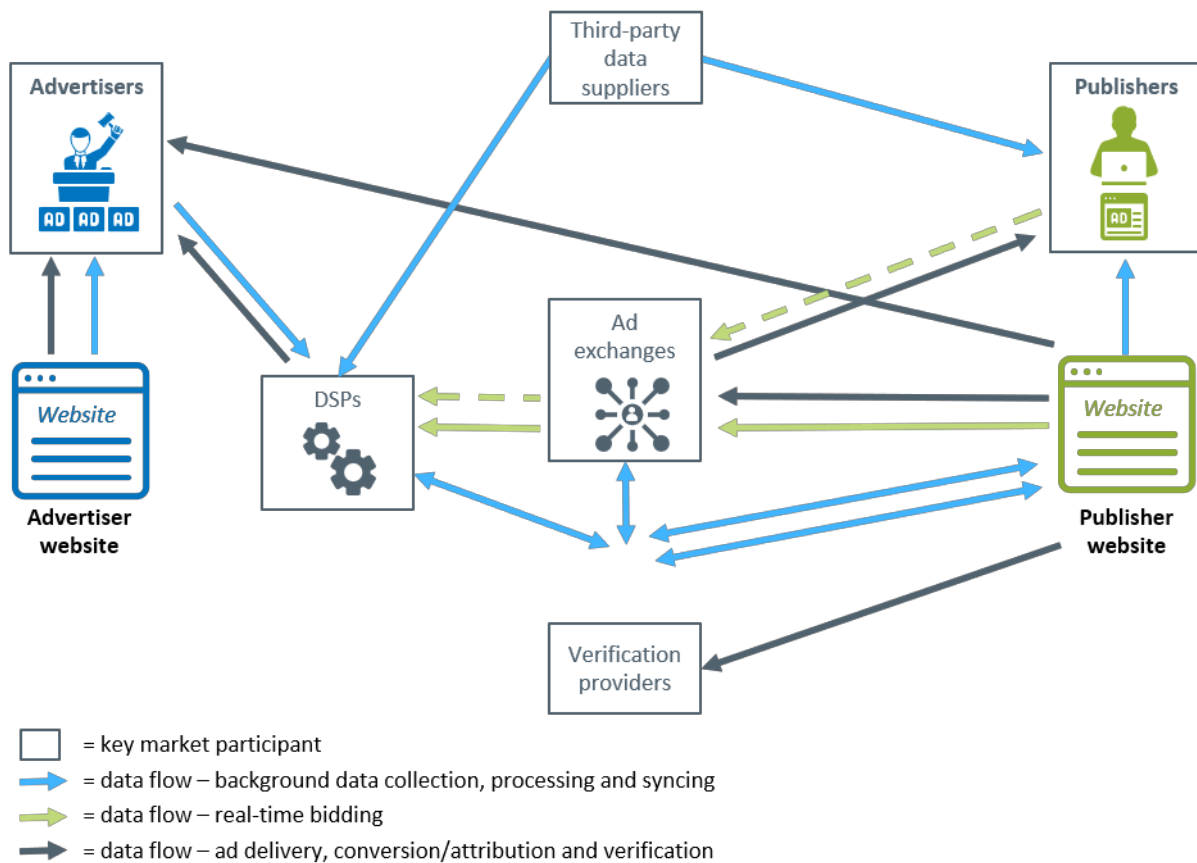 Third-party
data
suppliers
Advertisers
AD AD AD
Publishers
AD
Ad
exchanges
DSPs
Website
Website
Advertiser
website
Publisher
website
Verification
providers
= key market participant
= data flow – background data collection, processing and syncing
= data flow – real-time bidding
= data flow – ad delivery, conversion/attribution and verification